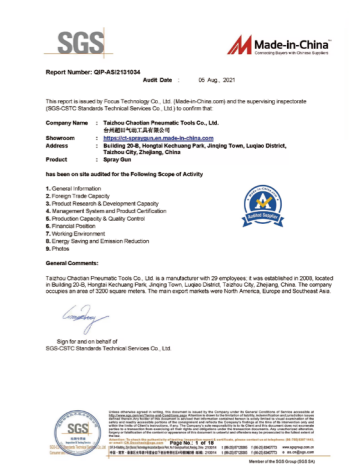 SGS
Made-in-China
Connecting Buyers with Chinese Suppliers
Report Number: QIP-ASI2131034
Audit Date : 05 Aug., 2021
This report is issued by Focus Technology Co., Ltd. (Made-in-China.com) and the supervising inspectorate
(SGS-CSTC Standards Technical Services Co., Ltd.) to confirm that:
Company Name : Taizhou Chaotian Pneumatic Tools Co., Ltd.
台州超日气动工具有限公司
Showroom : https://ct-spraygun.en.made-in-china.com
Address : Building 20-B, Hongtai Kechuang Park, Jinqing Town, Luqiao District,
Taizhou City, Zhejiang, China
Product : Spray Gun
has been on site audited for the Following Scope of Activity
1. General Information
2. Foreign Trade Capacity
3. Product Research & Development Capacity
4. Management System and Product Certification
5. Production Capacity & Quality Control
6. Financial Position
7. Working Environment
8. Energy Saving and Emission Reduction
9. Photos
Audited Supplier
General Comments:
Taizhou Chaotian Pneumatic Tools Co., Ltd. is a manufacturer with 29 employees; it was established in 2009, located
in Building 20-B, Hongtai Kechuang Park, Jinqing Town, Luqiao District, Taizhou City, Zhejiang, China. The company
occupies an area of 3200 square meters. The main export markets were North America, Europe and Southeast Asia.
Sign for and on behalf of
SGS-CSTC Standards Technical Services Co., Ltd.
SGS
Page No.: 1 of 18
Member of the SGS Group (SGS SA)